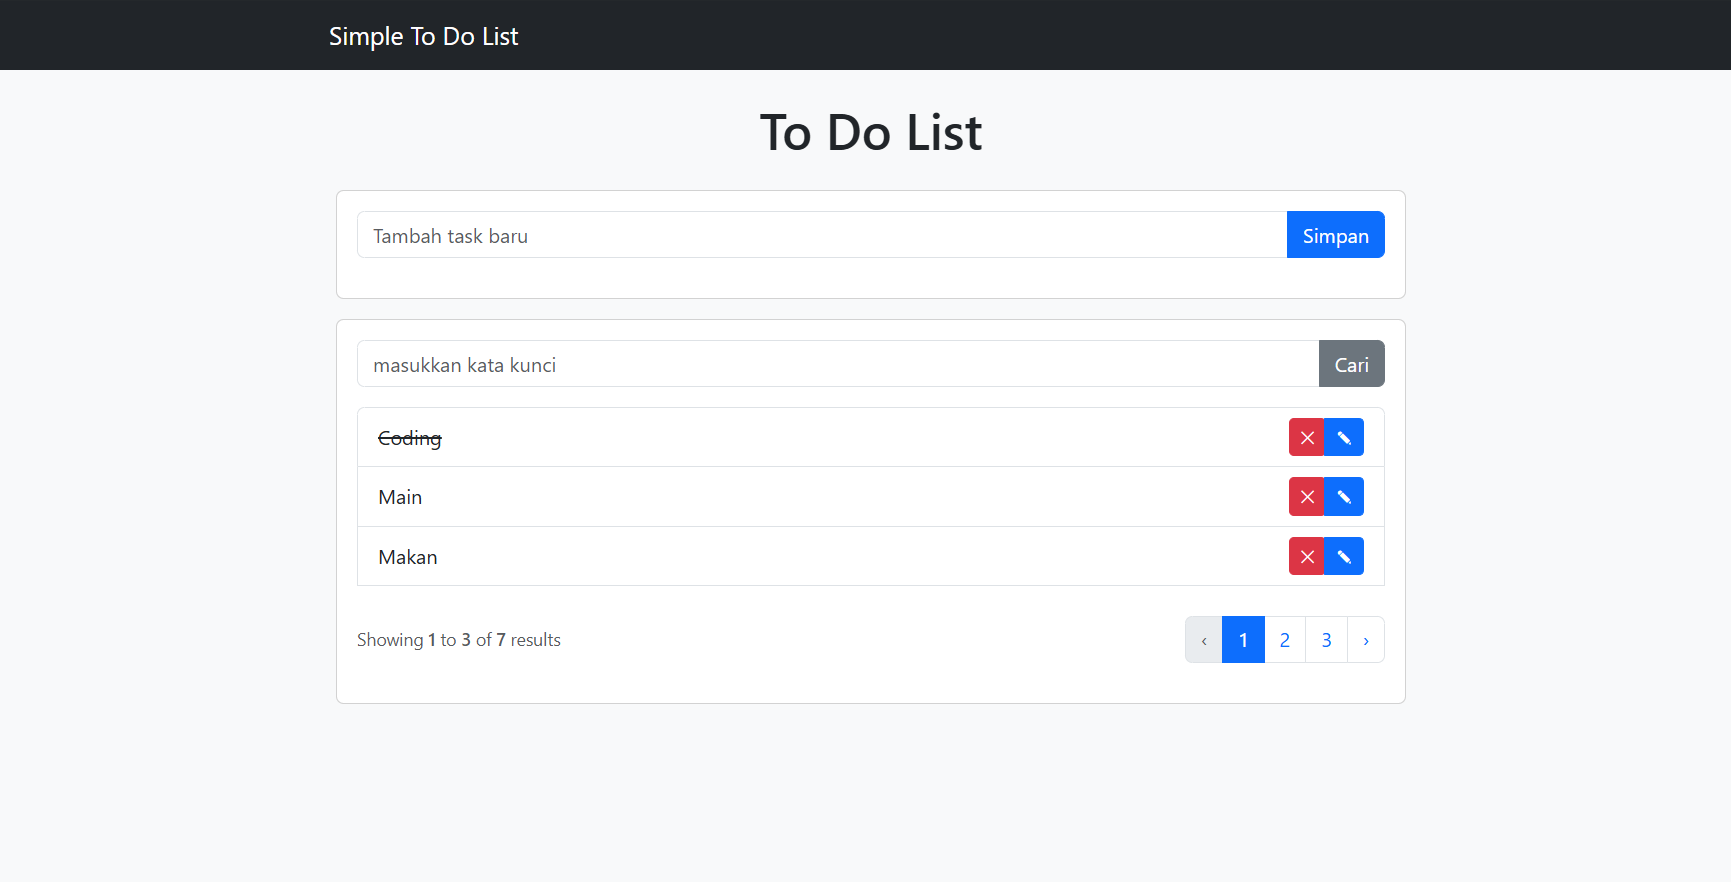 Simple To Do List
To Do List
Tambah task baru
Simpan
masukkan kata kunci
Cari
Coding
Main
Makan
Showing 1 to 3 of 7 results
‹ 1 2 3 ›